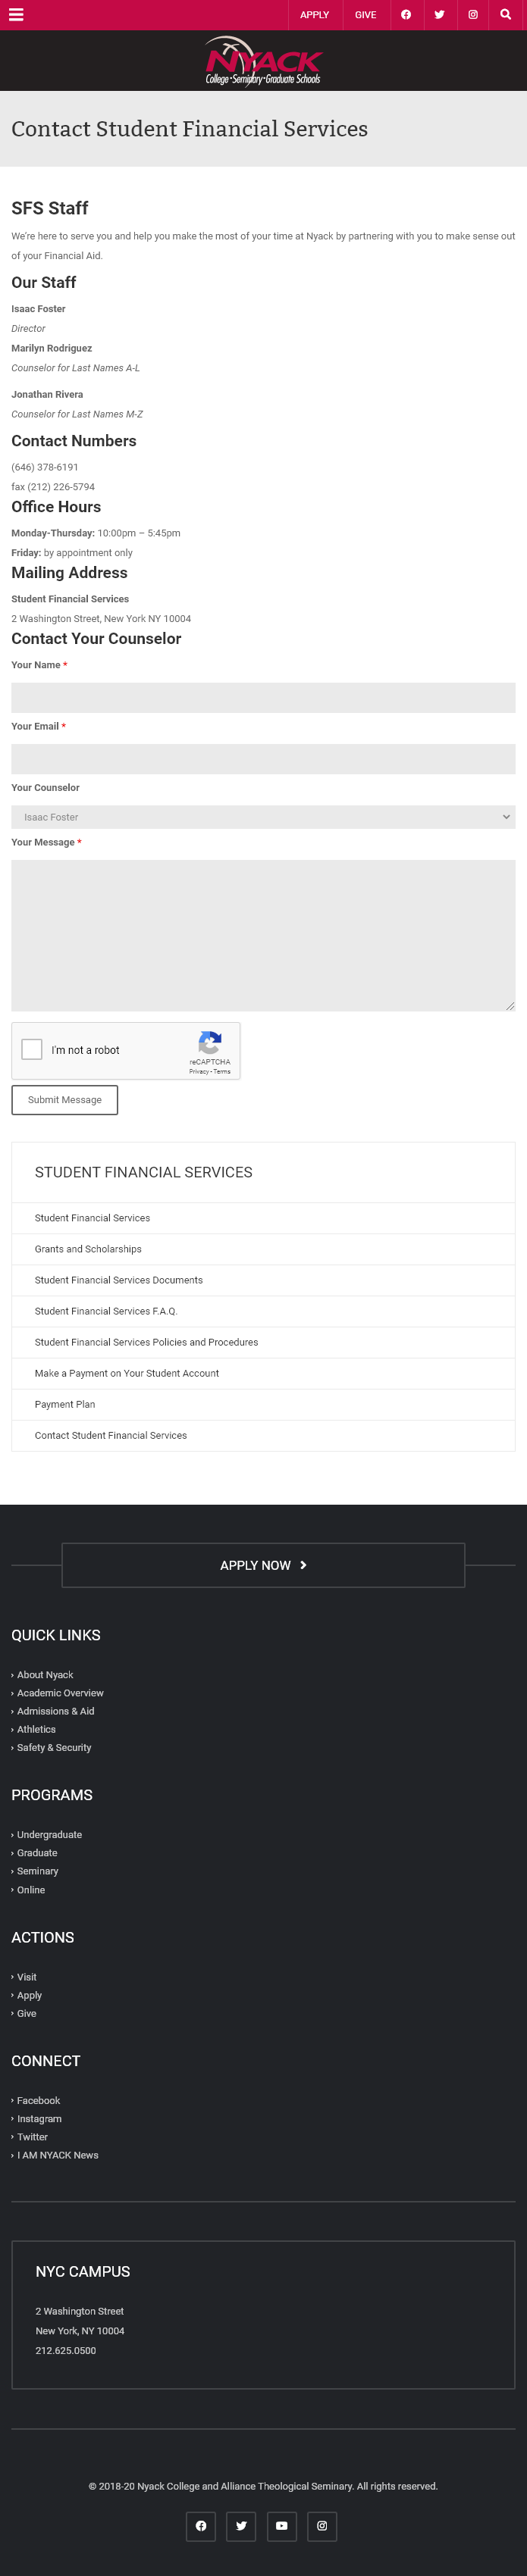 APPLY GIVE
NYACK
College • Seminary • Graduate Schools
Contact Student Financial Services
SFS Staff
We're here to serve you and help you make the most of your time at Nyack by partnering with you to make sense out
of your Financial Aid.
Our Staff
Isaac Foster
Director
Marilyn Rodriguez
Counselor for Last Names A-L
Jonathan Rivera
Counselor for Last Names M-Z
Contact Numbers
(646) 378-6191
fax (212) 226-5794
Office Hours
Monday-Thursday: 10:00pm – 5:45pm
Friday: by appointment only
Mailing Address
Student Financial Services
2 Washington Street, New York NY 10004
Contact Your Counselor
Your Name *
Your Email *
Your Counselor
Isaac Foster
Your Message *
I'm not a robot
reCAPTCHA
Privacy - Terms
Submit Message
STUDENT FINANCIAL SERVICES
Student Financial Services
Grants and Scholarships
Student Financial Services Documents
Student Financial Services F.A.Q.
Student Financial Services Policies and Procedures
Make a Payment on Your Student Account
Payment Plan
Contact Student Financial Services
APPLY NOW
QUICK LINKS
About Nyack
Academic Overview
Admissions & Aid
Athletics
Safety & Security
PROGRAMS
Undergraduate
Graduate
Seminary
Online
ACTIONS
Visit
Apply
Give
CONNECT
Facebook
Instagram
Twitter
I AM NYACK News
NYC CAMPUS
2 Washington Street
New York, NY 10004
212.625.0500
© 2018-20 Nyack College and Alliance Theological Seminary. All rights reserved.